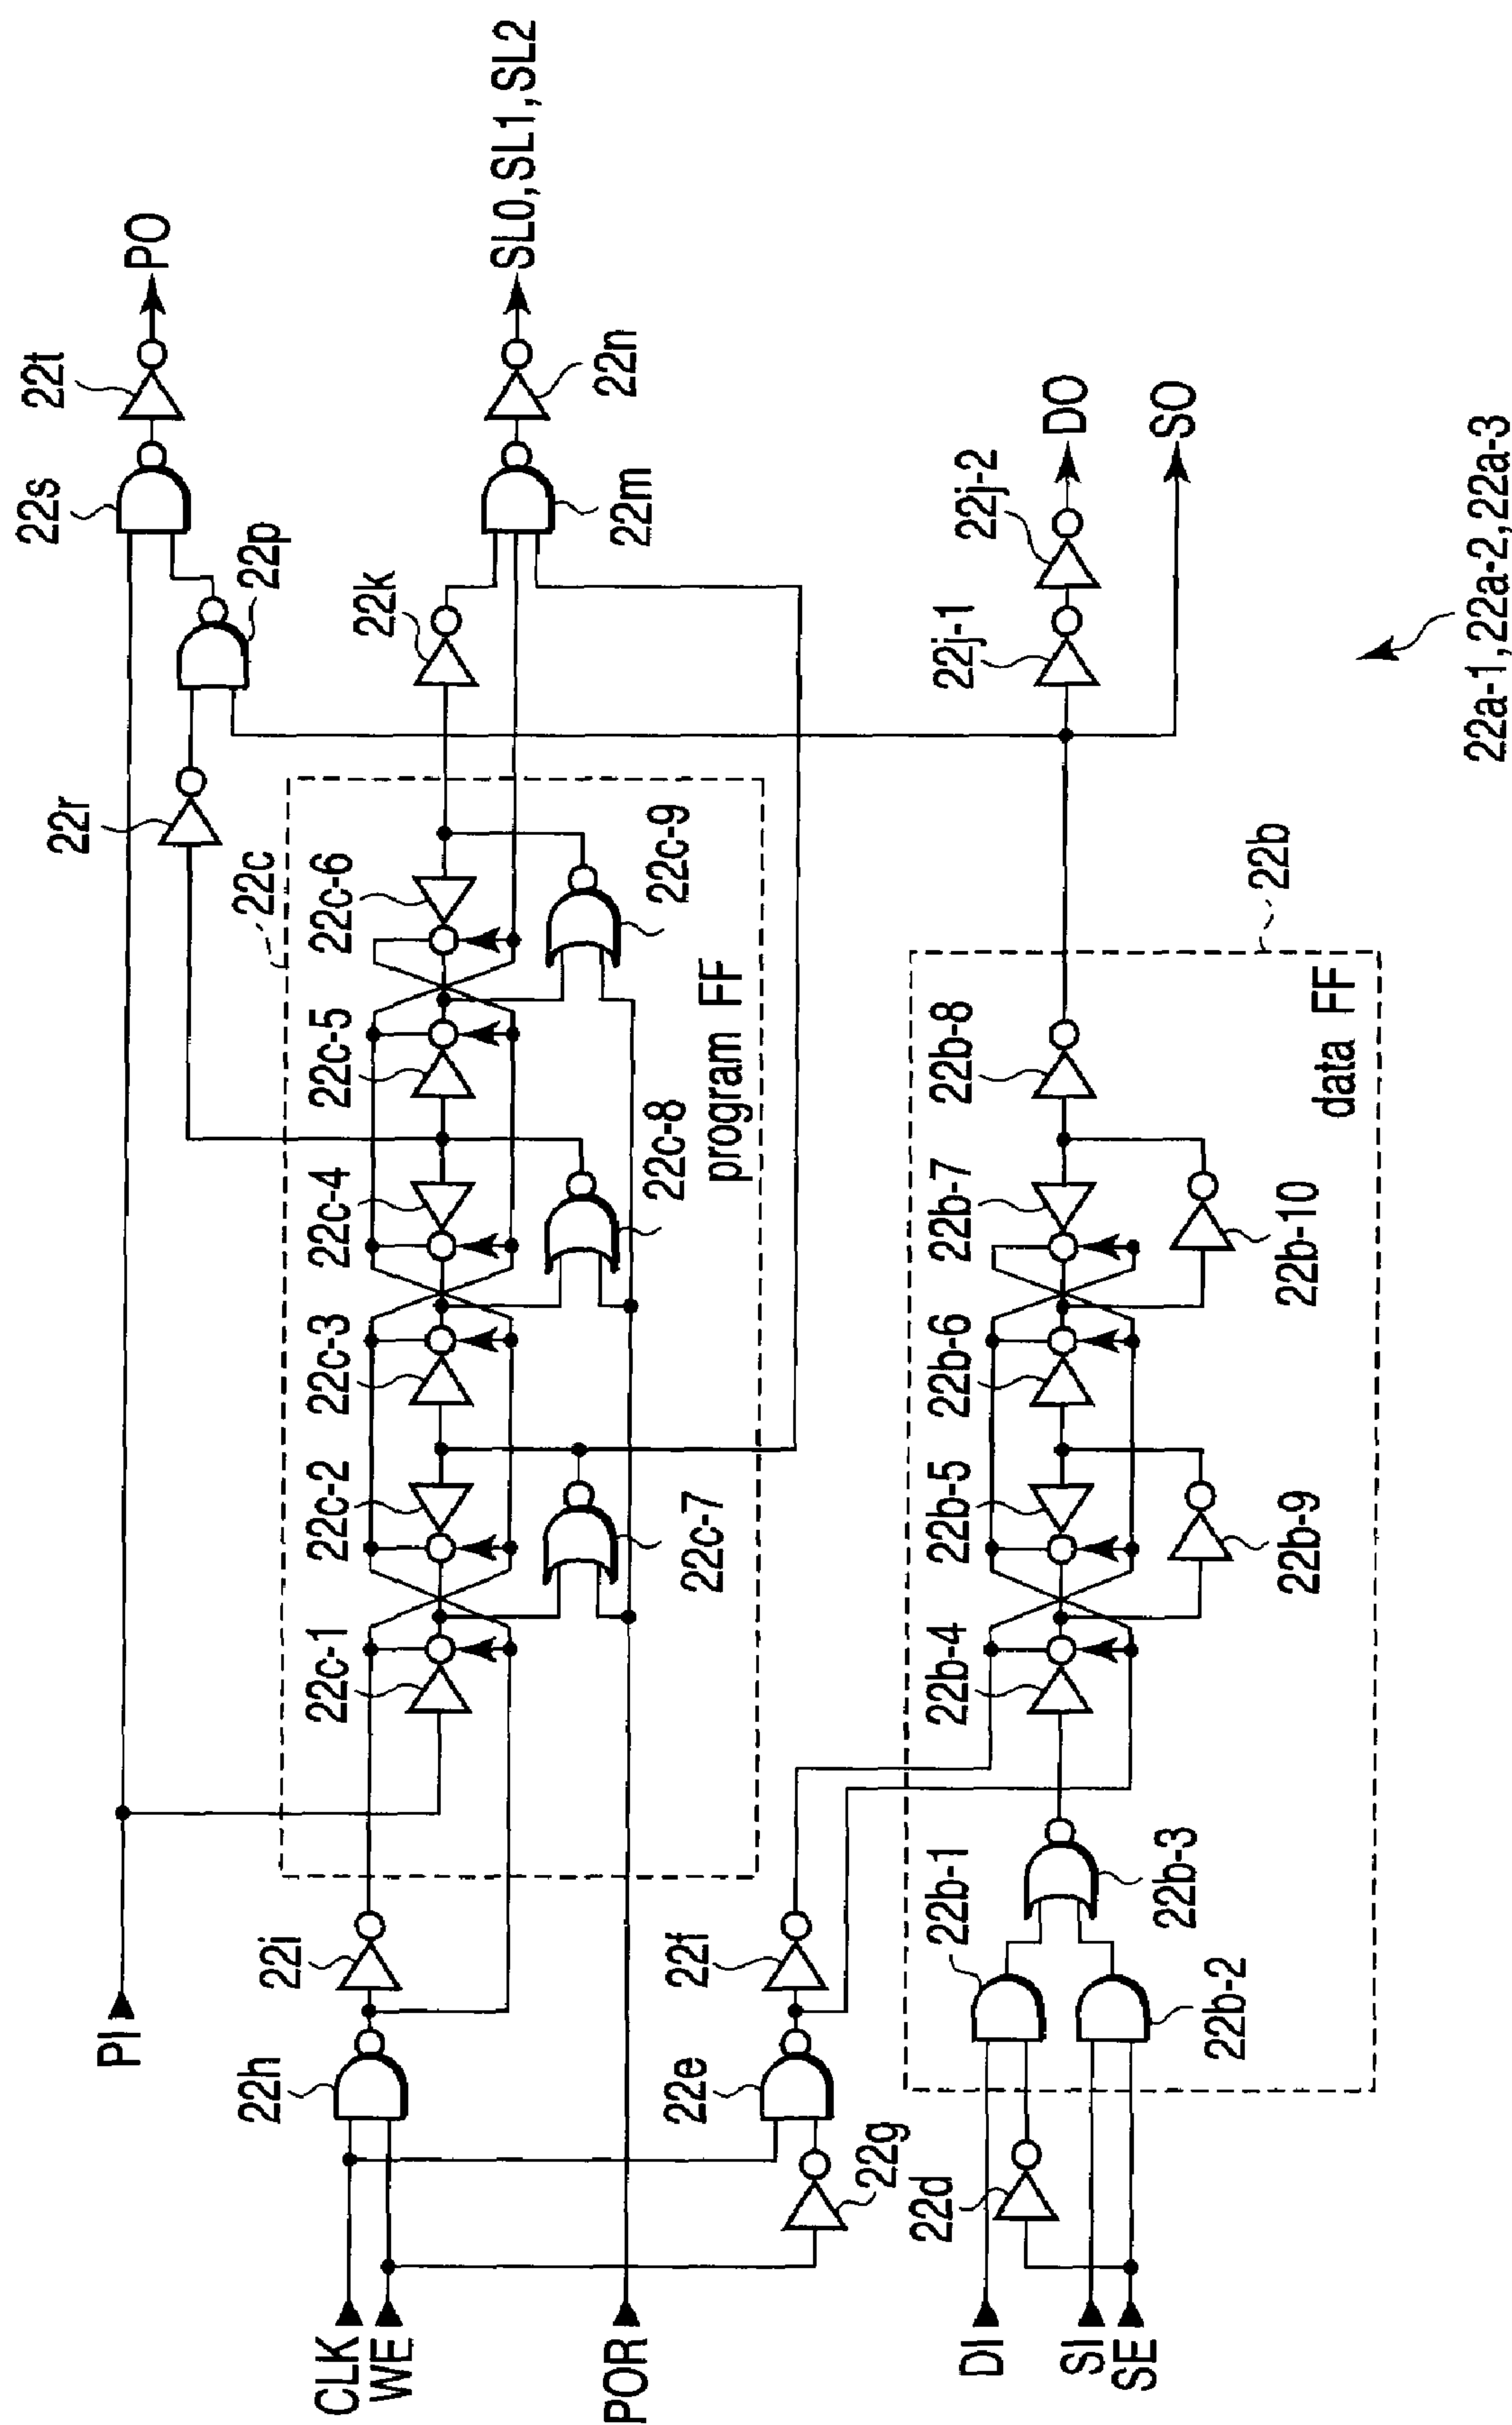 PI
PO
22t
22s
22p
22r
22c
22c-1
22c-2
22c-3
22c-4
22c-5
22c-6
22c-7
22c-8
22c-9
program FF
22k
22m
22n
SL0,SL1,SL2
22h
22i
CLK
WE
22e
22f
22g
POR
22b
data FF
22b-1
22b-2
22b-3
22b-4
22b-5
22b-6
22b-7
22b-8
22b-9
22b-10
22d
DI
SI
SE
22j-1
22j-2
DO
SO
22a-1,22a-2,22a-3